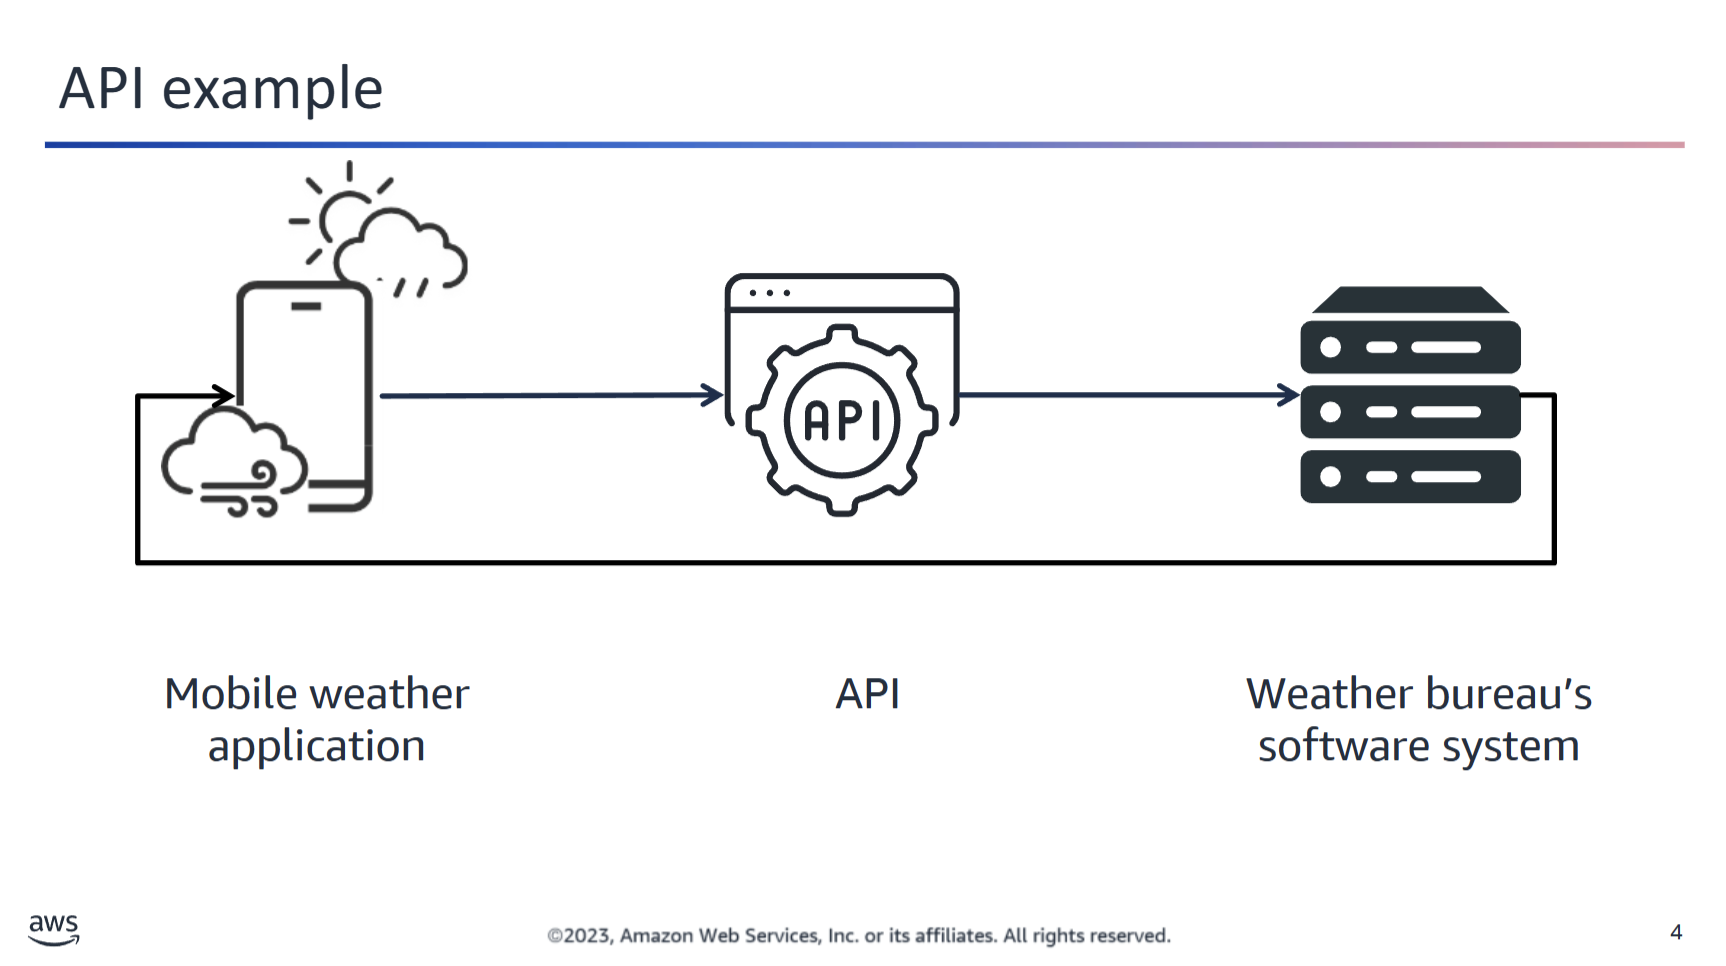 API example
API
Mobile weather
application
API
Weather bureau’s
software system
aws
©2023, Amazon Web Services, Inc. or its affiliates. All rights reserved.
4